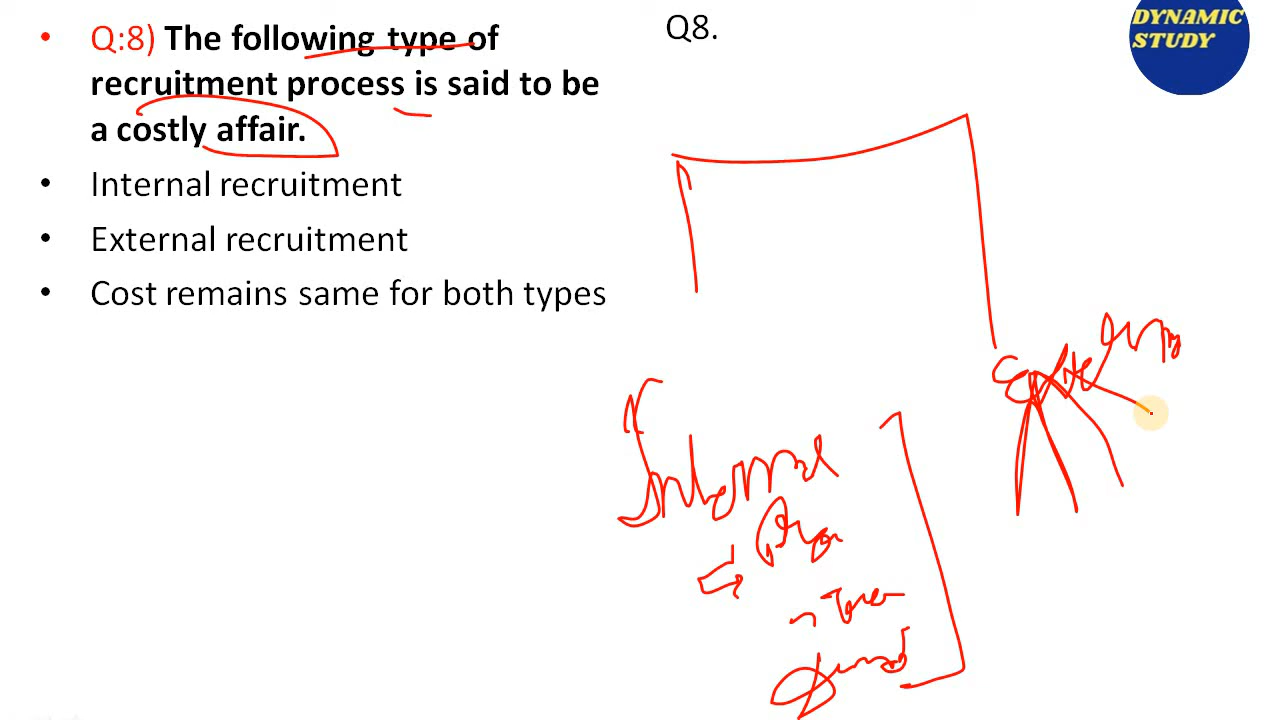 • Q:8) The following type of
recruitment process is said to be
a costly affair.
• Internal recruitment
• External recruitment
• Cost remains same for both types
Q8.
DYNAMIC
STUDY
Internal